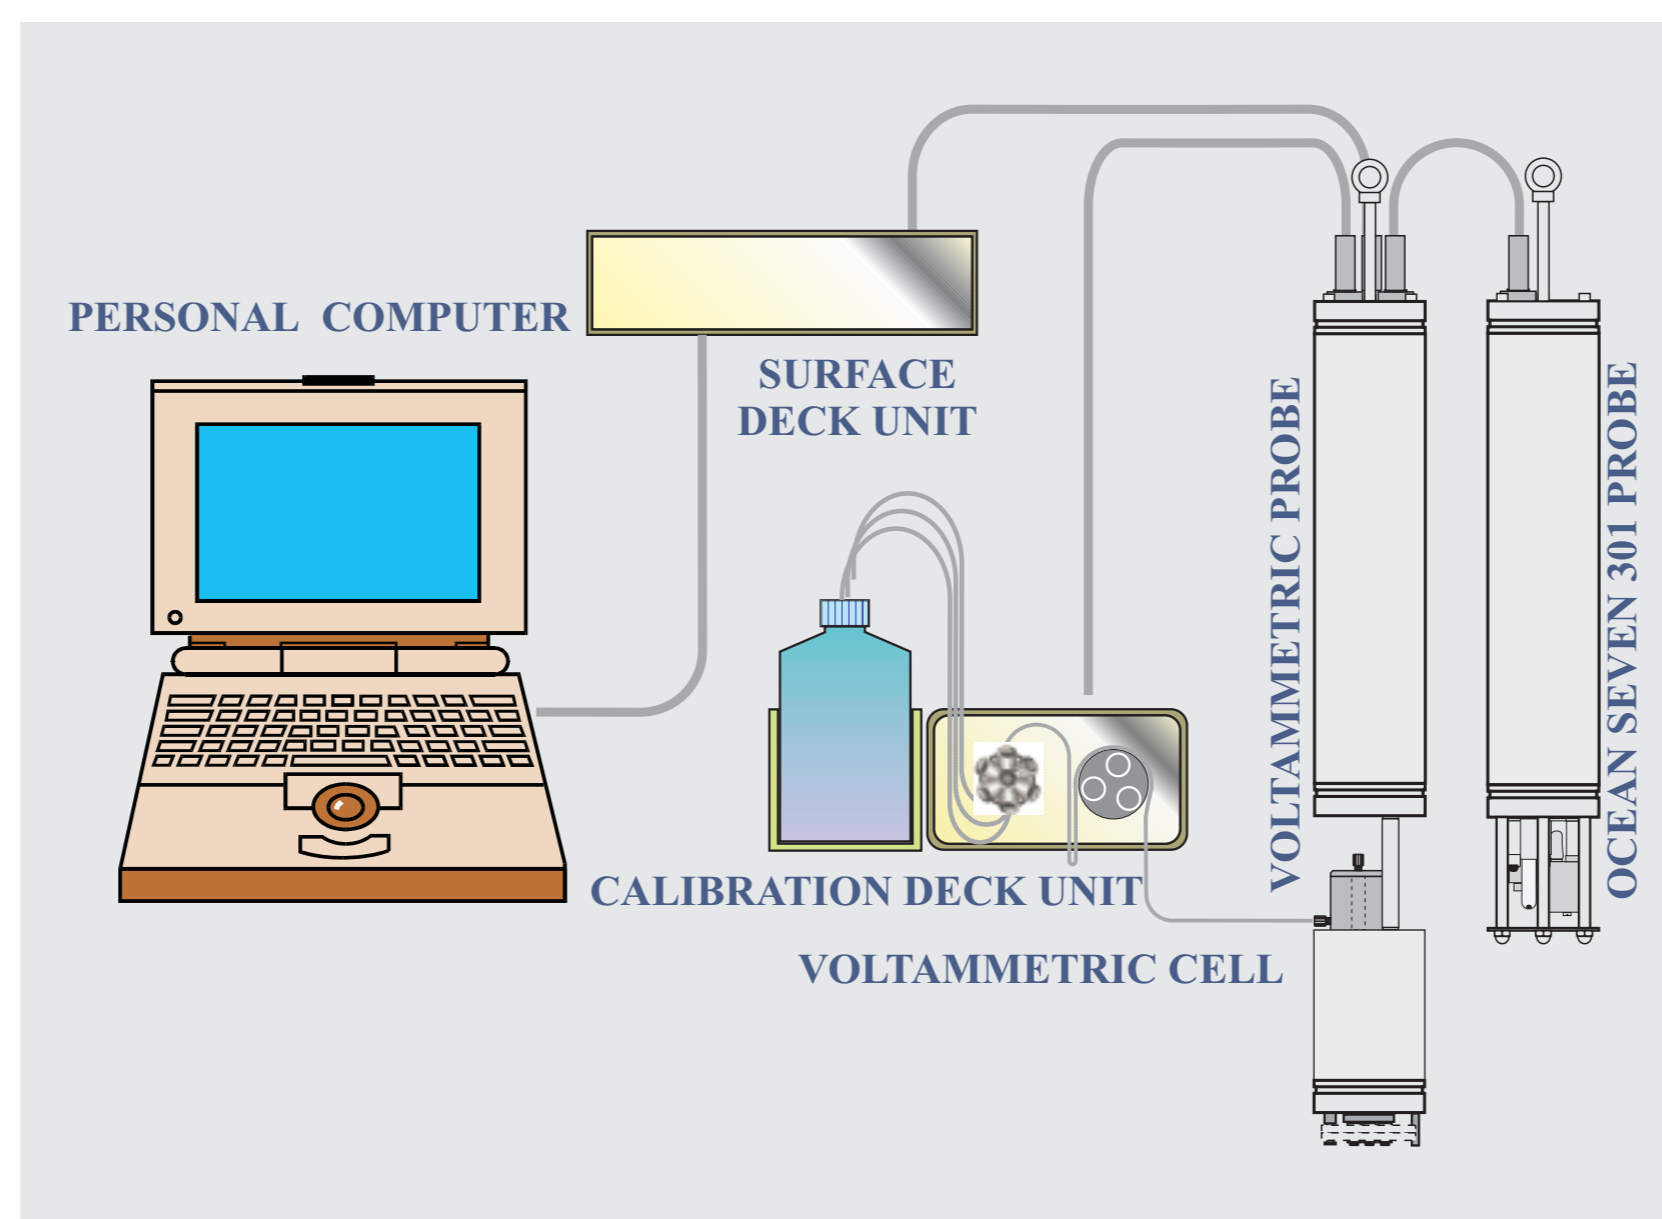 PERSONAL COMPUTER
SURFACE
DECK UNIT
CALIBRATION DECK UNIT
VOLTAMMETRIC CELL
VOLTAMMETRIC PROBE
OCEAN SEVEN 301 PROBE